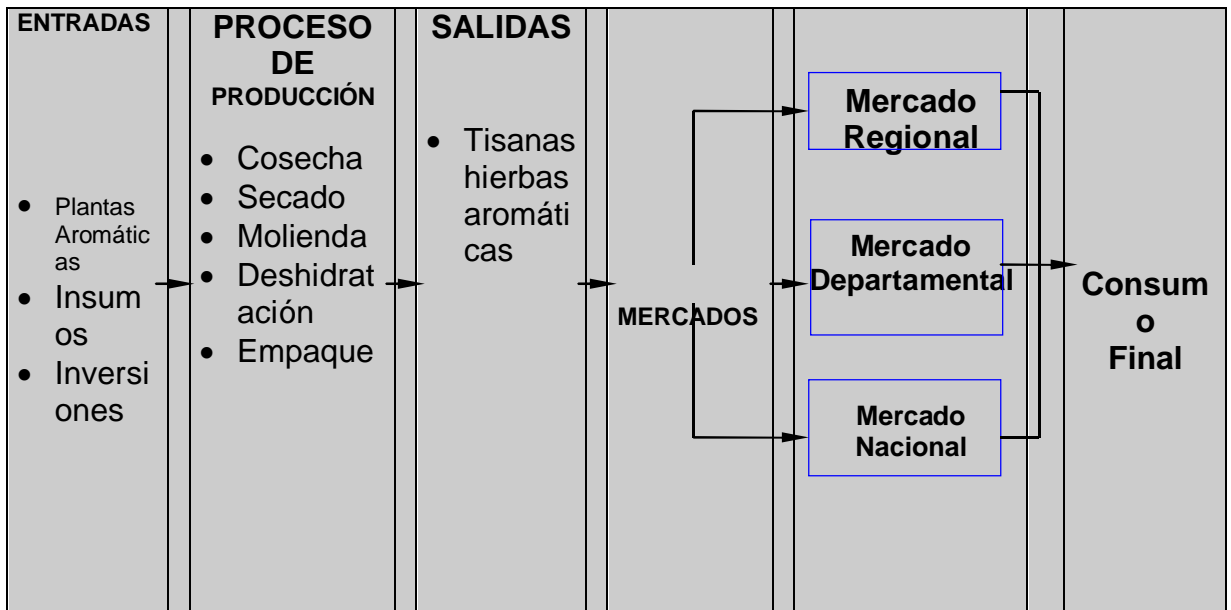 ENTRADAS
Plantas
Aromátic
as
Insum
os
Inversi
ones
PROCESO
DE
PRODUCCIÓN
Cosecha
Secado
Molienda
Deshidrat
ación
Empaque
SALIDAS
Tisanas
hierbas
aromáti
cas
MERCADOS
Mercado
Regional
Mercado
Departamental
Mercado
Nacional
Consum
o
Final